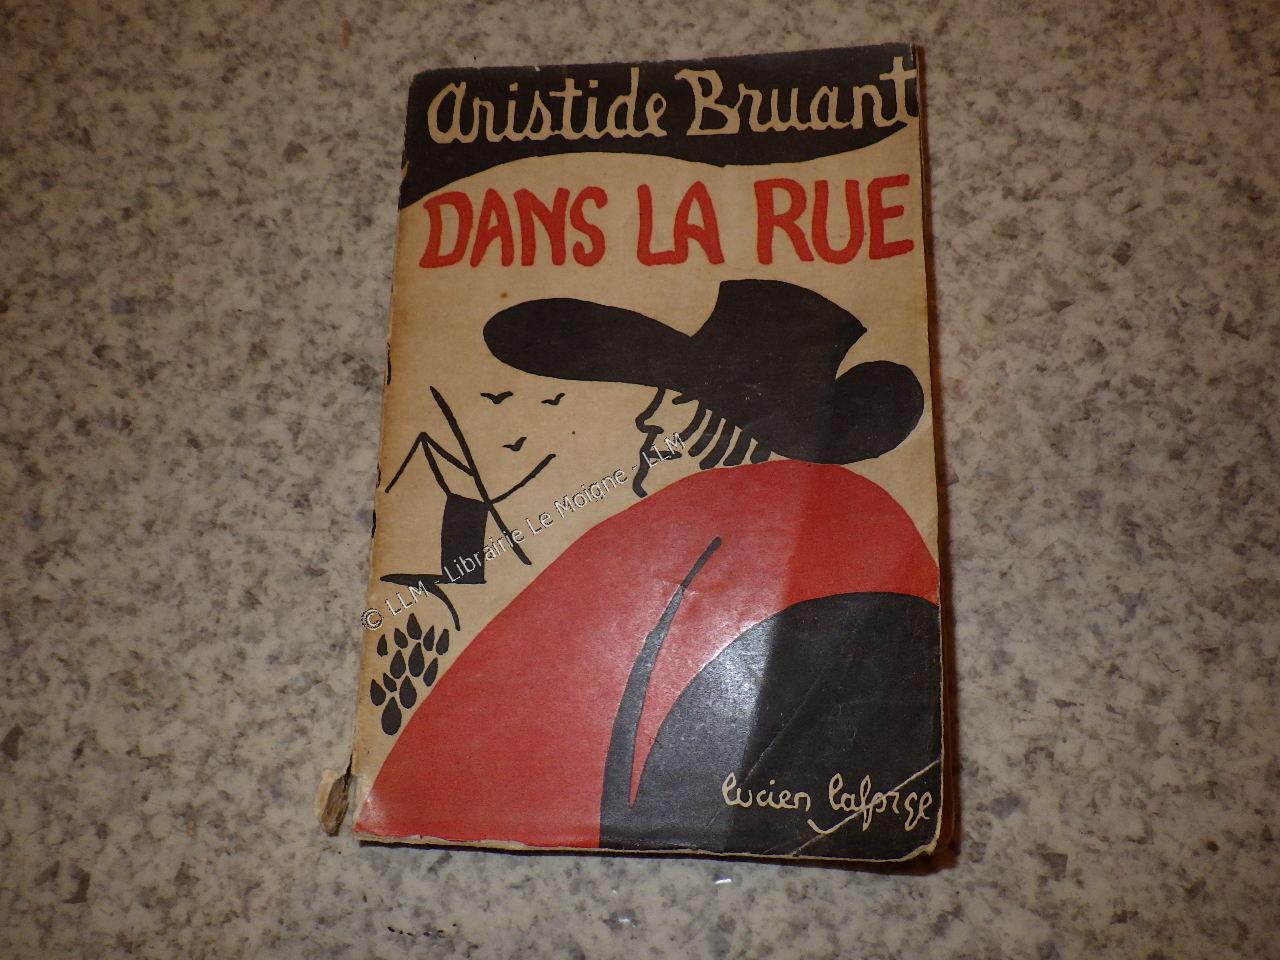 Aristide Bruant
DANS LA RUE
© LLM - Librairie Le Moigne - LLM
lucien laforge